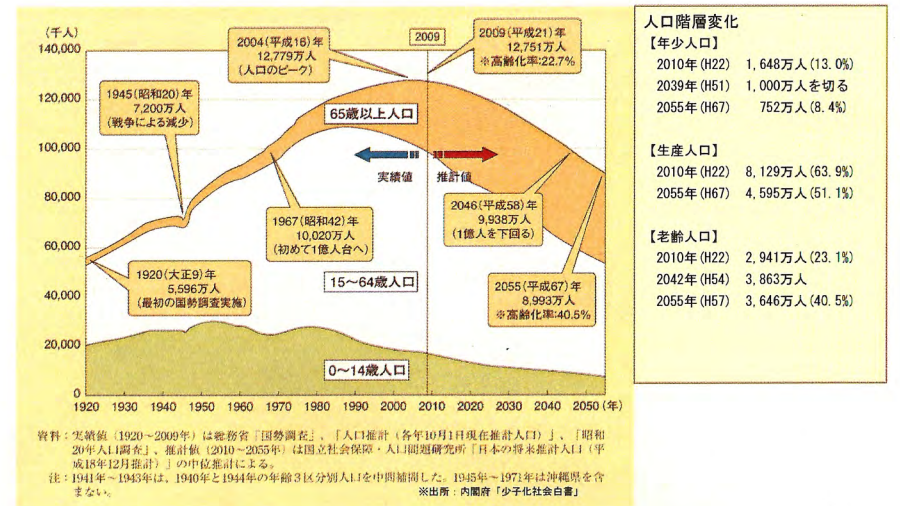 (千人)
140,000
120,000
100,000
80,000
60,000
40,000
20,000
0
1920 1930 1940 1950 1960 1970 1980 1990 2000 2010 2020 2030 2040 2050(年)
2009
2004(平成16)年
12,779万人
(人口のピーク)
2009(平成21)年
12,751万人
※高齢化率:22.7%
1945(昭和20)年
7,200万人
(戦争による減少)
65歳以上人口
実績値 推計値
1967(昭和42)年
10,020万人
(初めて1億人台へ)
2046(平成58)年
9,938万人
(1億人を下回る)
1920(大正9)年
5,596万人
(最初の国勢調査実施)
15～64歳人口
2055(平成67)年
8,993万人
※高齢化率:40.5%
0～14歳人口
資料：実績値（1920～2009年）は総務省「国勢調査」、「人口推計（各年10月1日現在推計人口）」、「昭和
20年人口調査」、推計値（2010～2055年）は国立社会保障・人口問題研究所「日本の将来推計人口（平
成18年12月推計）」の中位推計による。
注：1941年～1943年は、1940年と1944年の年齢３区分別人口を中間補間した。1945年～1971年は沖縄県を含
まない。
※出所：内閣府「少子化社会白書」
人口階層変化
【年少人口】
2010年(H22) 1,648万人(13.0%)
2039年(H51) 1,000万人を切る
2055年(H67) 752万人(8.4%)
【生産人口】
2010年(H22) 8,129万人(63.9%)
2055年(H67) 4,595万人(51.1%)
【老齢人口】
2010年(H22) 2,941万人(23.1%)
2042年(H54) 3,863万人
2055年(H57) 3,646万人(40.5%)